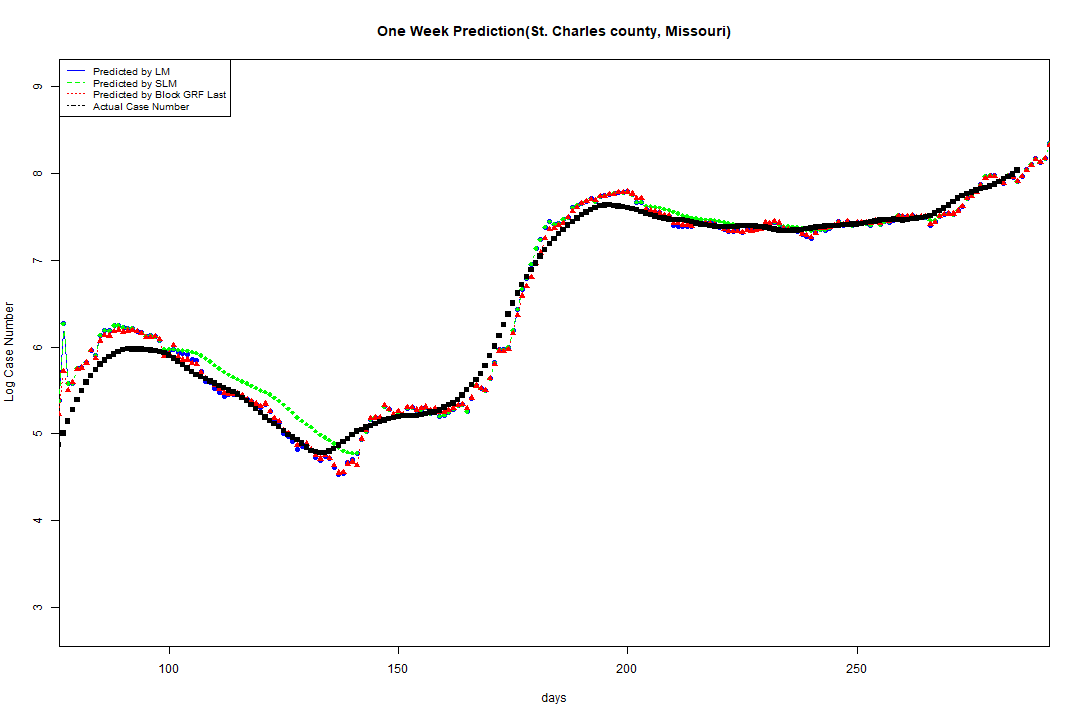 One Week Prediction(St. Charles county, Missouri)
Predicted by LM
Predicted by SLM
Predicted by Block GRF Last
Actual Case Number
9
8
7
6
5
4
3
Log Case Number
100 150 200 250
days